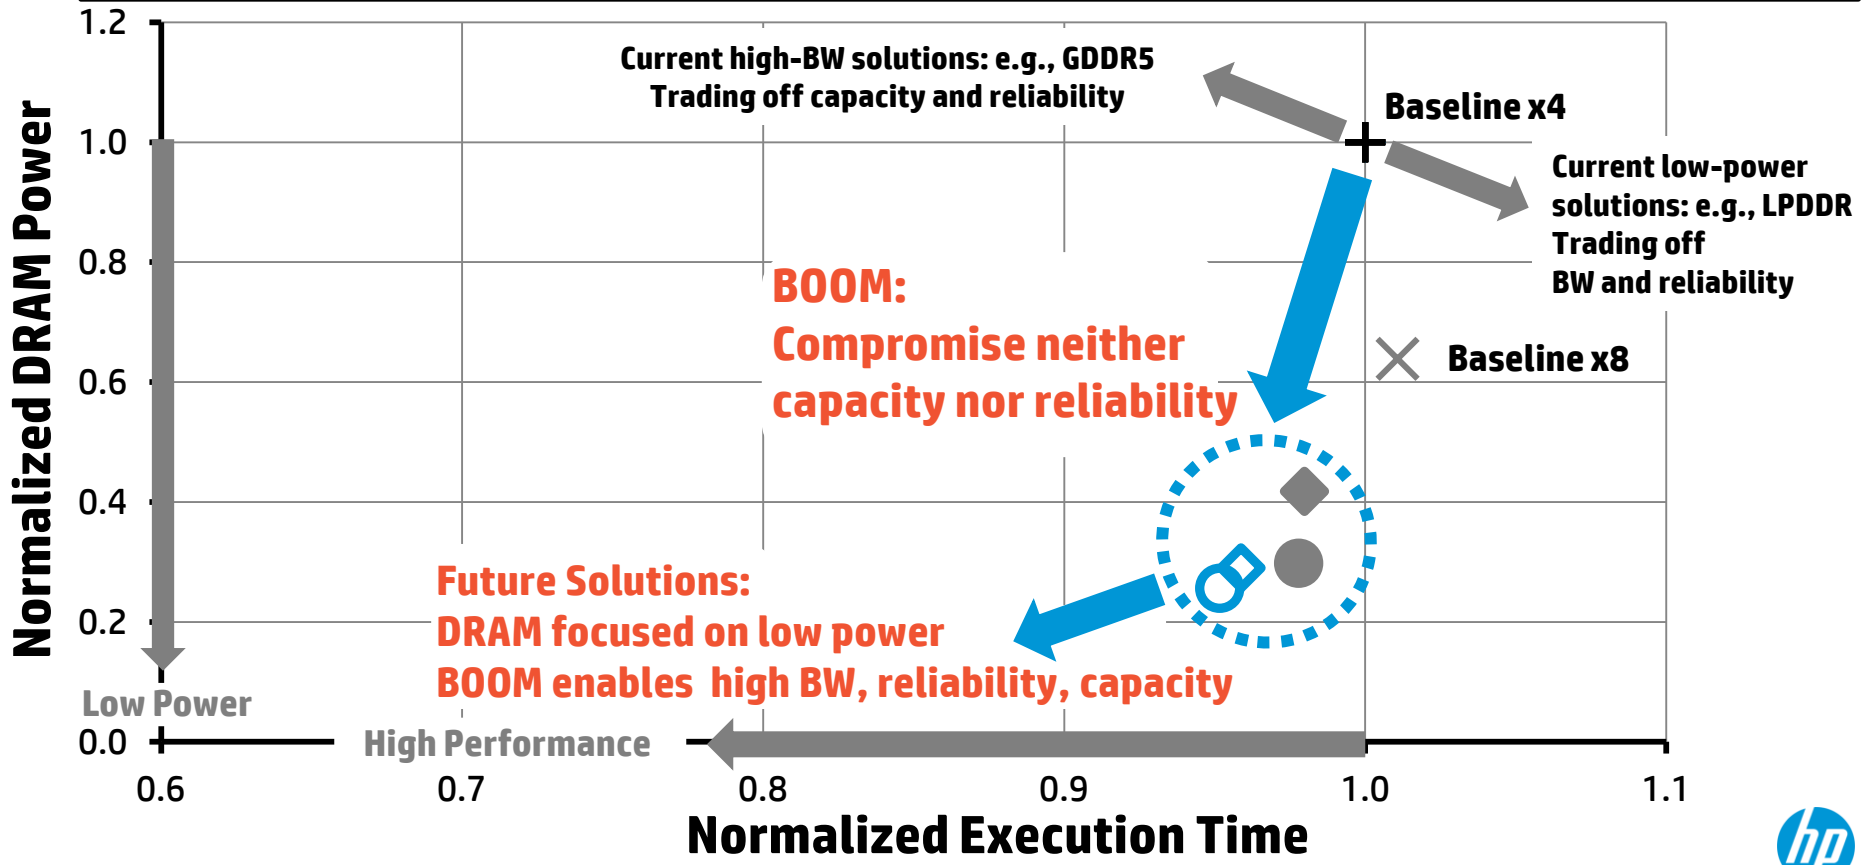 1.2
Current high-BW solutions: e.g., GDDR5
Trading off capacity and reliability
Baseline x4
1.0
Current low-power
solutions: e.g., LPDDR
Trading off
BW and reliability
0.8
BOOM:
Compromise neither
capacity nor reliability
Baseline x8
0.6
0.4
Future Solutions:
DRAM focused on low power
BOOM enables high BW, reliability, capacity
0.2
Low Power
0.0
High Performance
0.6 0.7 0.8 0.9 1.0 1.1
Normalized DRAM Power
Normalized Execution Time
hp